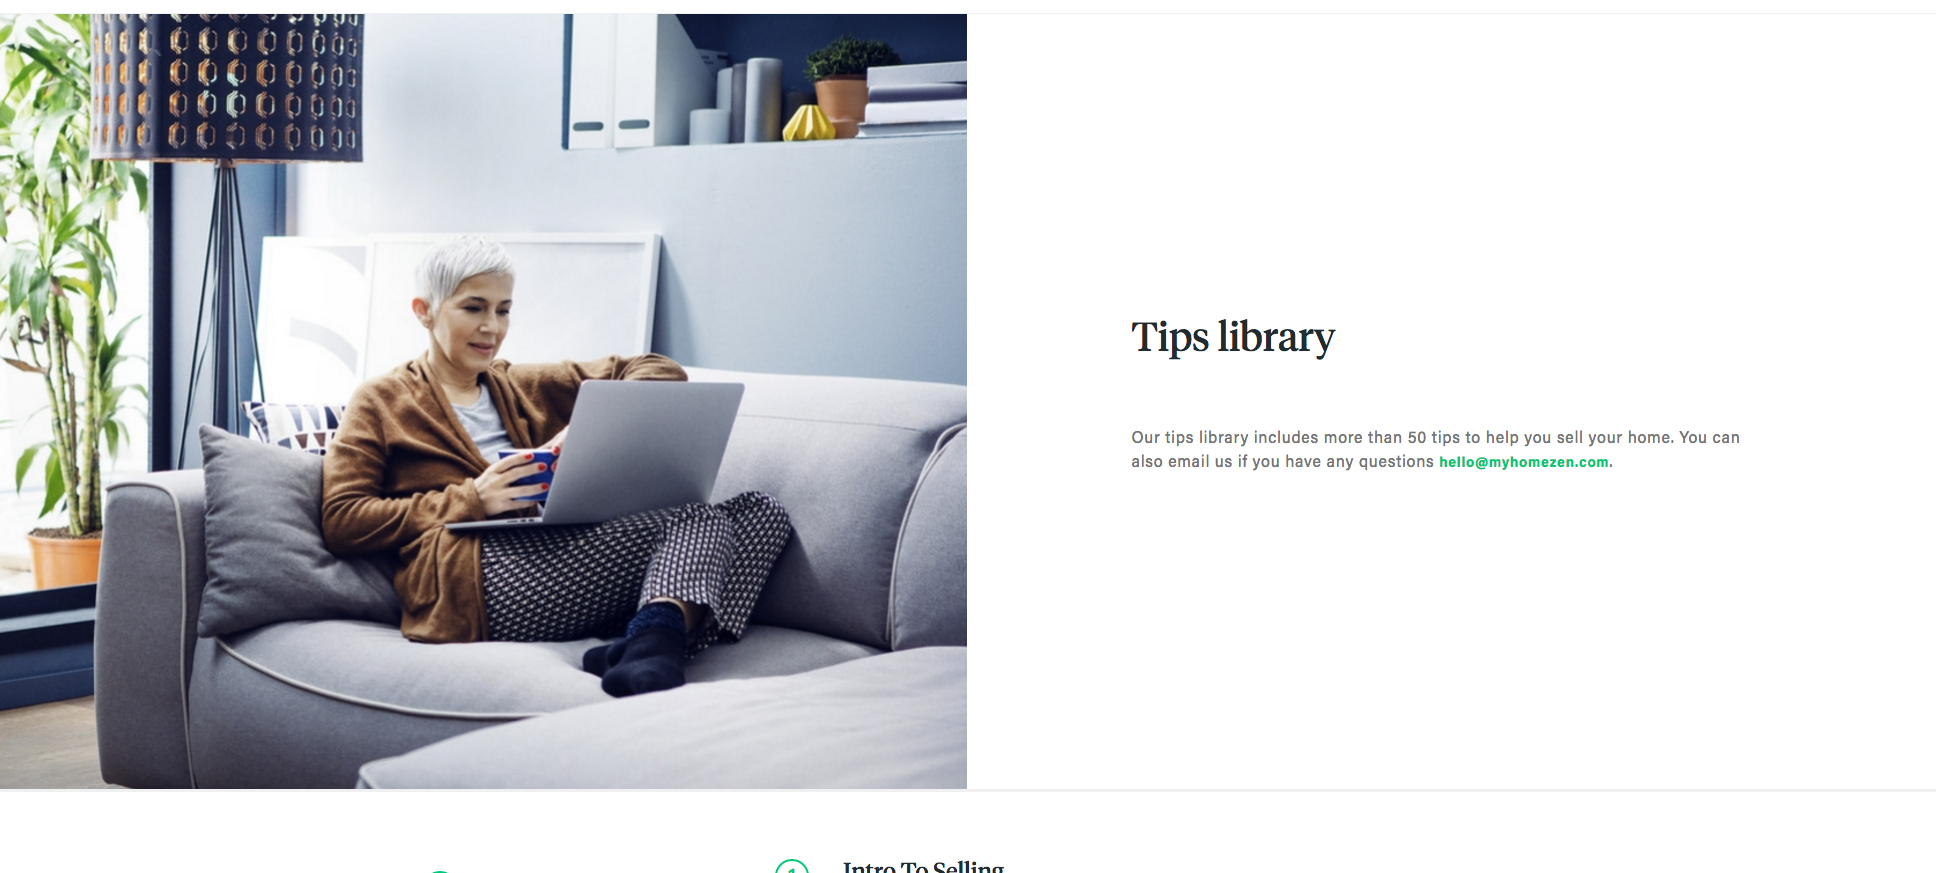 Tips library
Our tips library includes more than 50 tips to help you sell your home. You can
also email us if you have any questions hello@myhomezen.com.
1 Intro To Selling